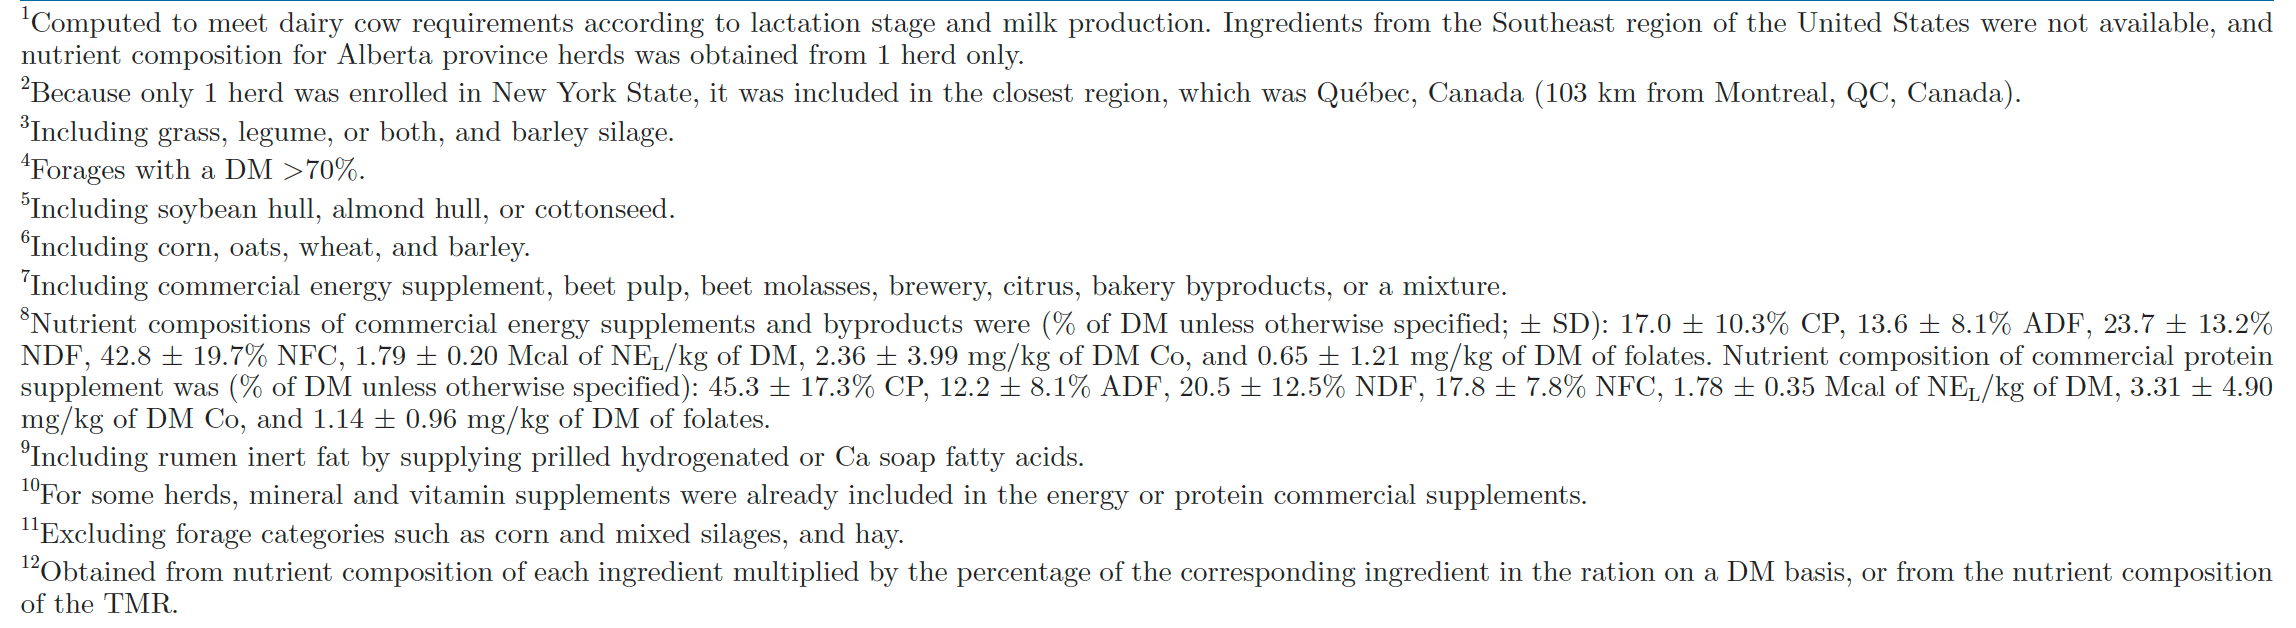 ¹Computed to meet dairy cow requirements according to lactation stage and milk production. Ingredients from the Southeast region of the United States were not available, and
nutrient composition for Alberta province herds was obtained from 1 herd only.
²Because only 1 herd was enrolled in New York State, it was included in the closest region, which was Québec, Canada (103 km from Montreal, QC, Canada).
³Including grass, legume, or both, and barley silage.
⁴Forages with a DM >70%.
⁵Including soybean hull, almond hull, or cottonseed.
⁶Including corn, oats, wheat, and barley.
⁷Including commercial energy supplement, beet pulp, beet molasses, brewery, citrus, bakery byproducts, or a mixture.
⁸Nutrient compositions of commercial energy supplements and byproducts were (% of DM unless otherwise specified; ± SD): 17.0 ± 10.3% CP, 13.6 ± 8.1% ADF, 23.7 ± 13.2%
NDF, 42.8 ± 19.7% NFC, 1.79 ± 0.20 Mcal of NE_L/kg of DM, 2.36 ± 3.99 mg/kg of DM Co, and 0.65 ± 1.21 mg/kg of DM of folates. Nutrient composition of commercial protein
supplement was (% of DM unless otherwise specified): 45.3 ± 17.3% CP, 12.2 ± 8.1% ADF, 20.5 ± 12.5% NDF, 17.8 ± 7.8% NFC, 1.78 ± 0.35 Mcal of NE_L/kg of DM, 3.31 ± 4.90
mg/kg of DM Co, and 1.14 ± 0.96 mg/kg of DM of folates.
⁹Including rumen inert fat by supplying prilled hydrogenated or Ca soap fatty acids.
¹⁰For some herds, mineral and vitamin supplements were already included in the energy or protein commercial supplements.
¹¹Excluding forage categories such as corn and mixed silages, and hay.
¹²Obtained from nutrient composition of each ingredient multiplied by the percentage of the corresponding ingredient in the ration on a DM basis, or from the nutrient composition
of the TMR.